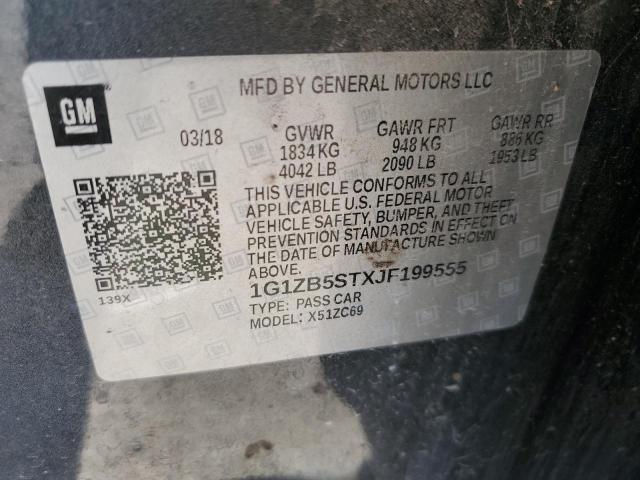 GM
MFD BY GENERAL MOTORS LLC
03/18 GVWR GAWR FRT GAWR RR
1834 KG 948 KG 886 KG
4042 LB 2090 LB 1953 LB
THIS VEHICLE CONFORMS TO ALL
APPLICABLE U.S. FEDERAL MOTOR
VEHICLE SAFETY, BUMPER, AND THEFT
PREVENTION STANDARDS IN EFFECT ON
THE DATE OF MANUFACTURE SHOWN
ABOVE.
139X
1G1ZB5STXJF199555
TYPE: PASS CAR
MODEL: X51ZC69